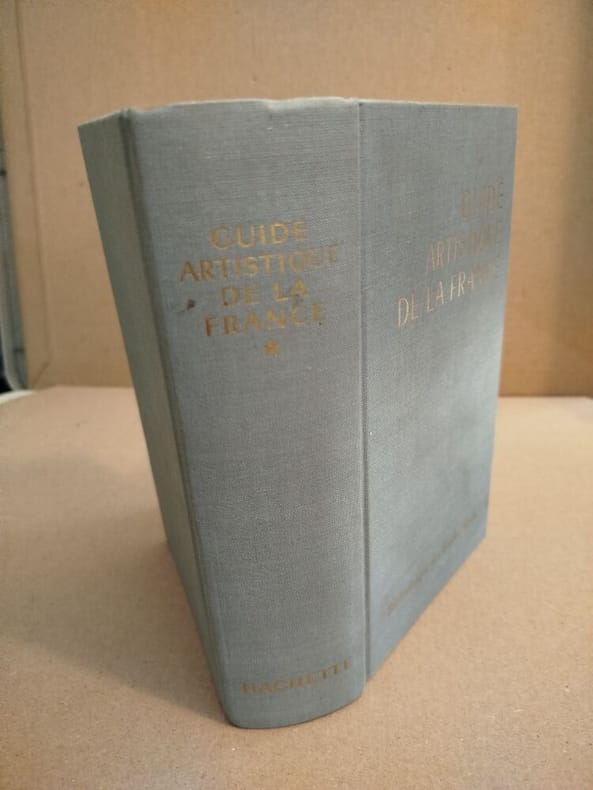 GUIDE
ARTISTIQUE
DE LA
FRANCE
*
HACHETTE
GUIDE
ARTISTIQUE
DE LA FRANCE